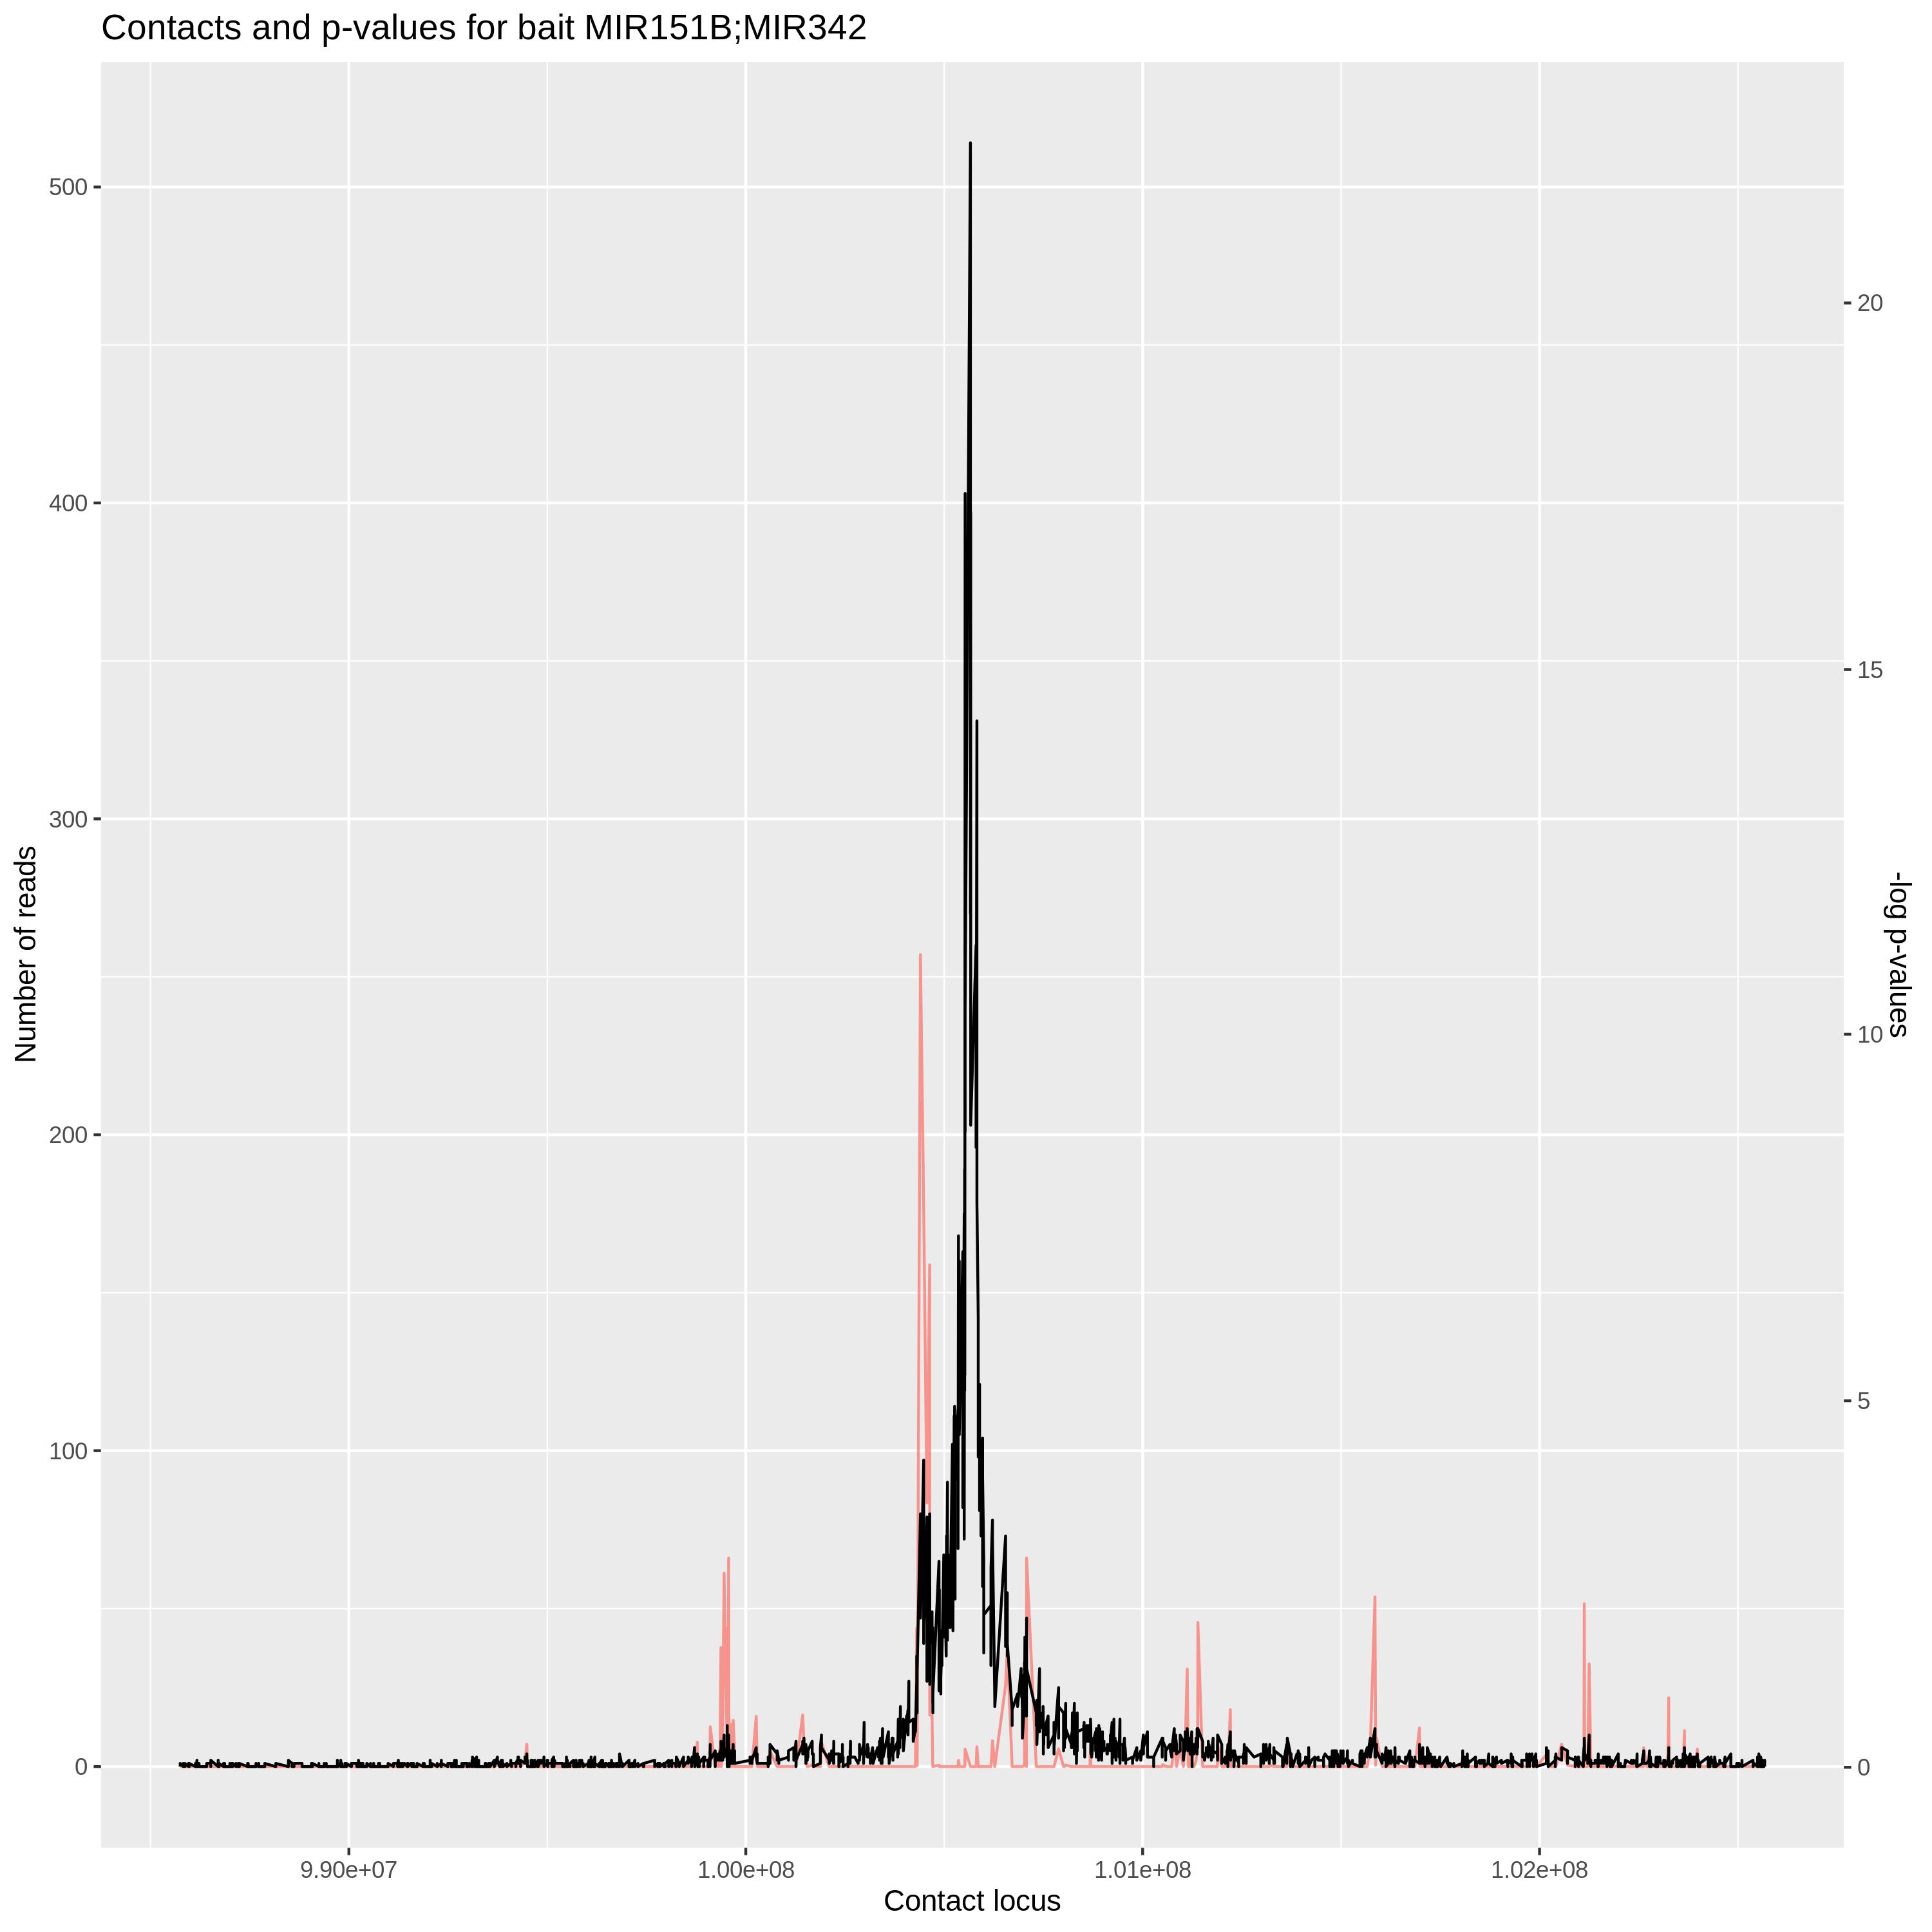 Contacts and p-values for bait MIR151B;MIR342
500
400
300
200
100
0
Number of reads
20
15
10
5
0
-log p-values
9.90e+07
1.00e+08
1.01e+08
1.02e+08
Contact locus